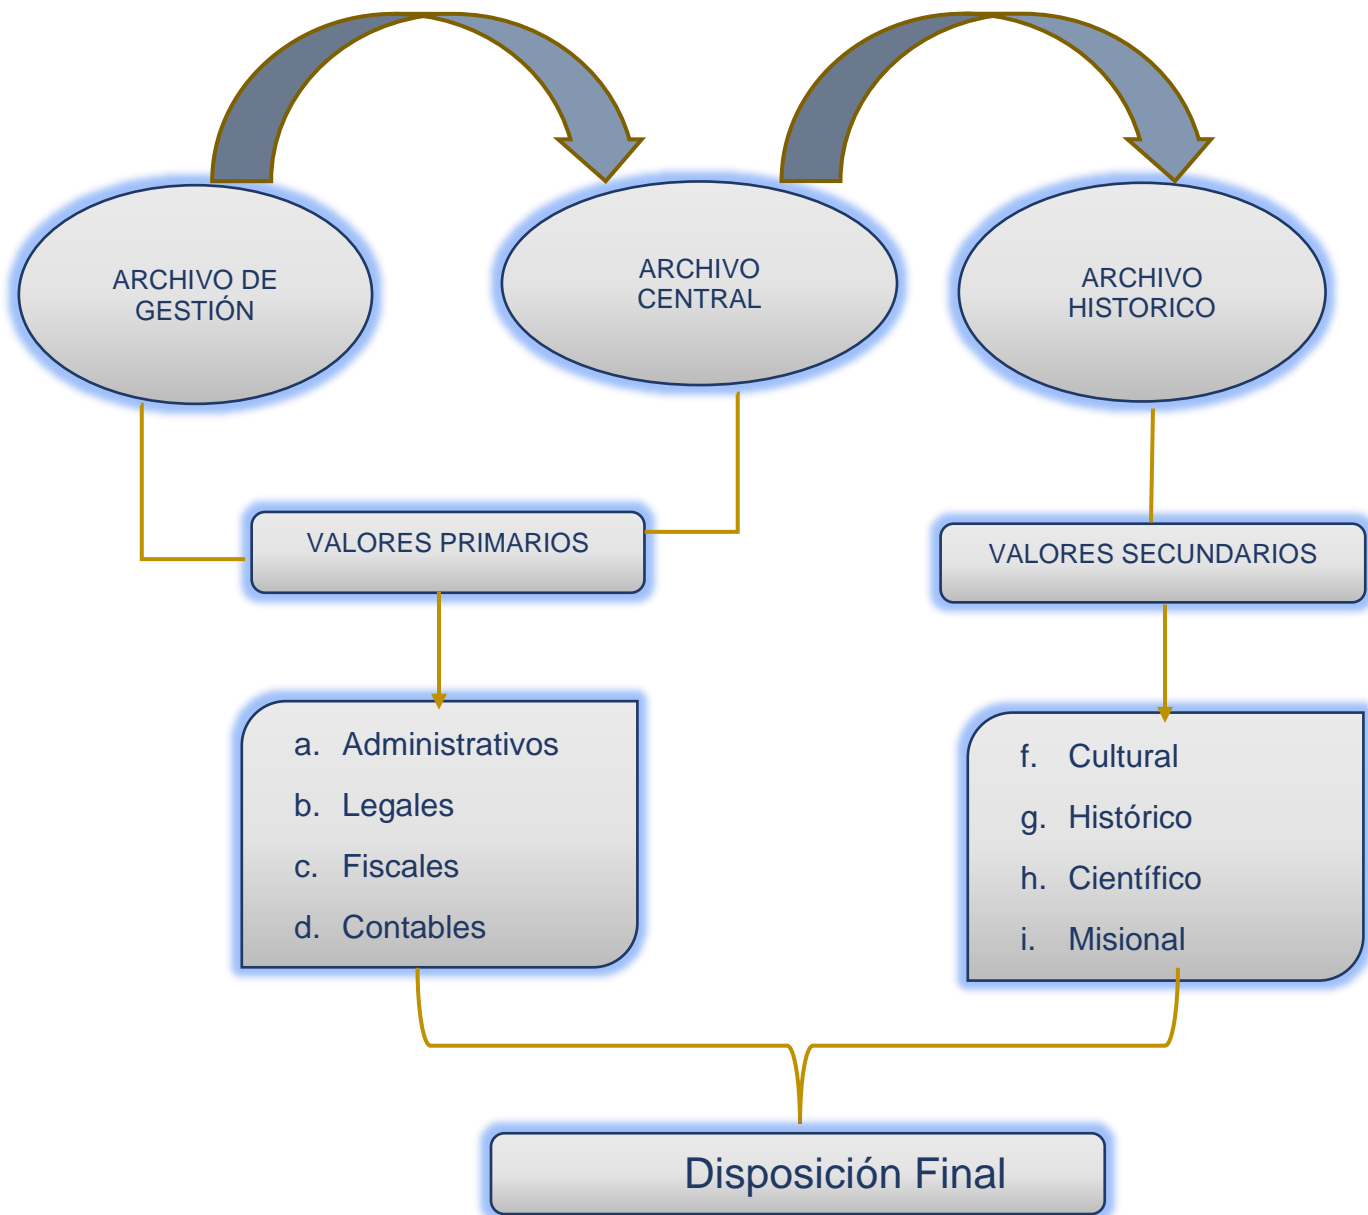 ARCHIVO DE
GESTIÓN
ARCHIVO
CENTRAL
ARCHIVO
HISTORICO
VALORES PRIMARIOS
VALORES SECUNDARIOS
a. Administrativos
b. Legales
c. Fiscales
d. Contables
f. Cultural
g. Histórico
h. Científico
i. Misional
Disposición Final